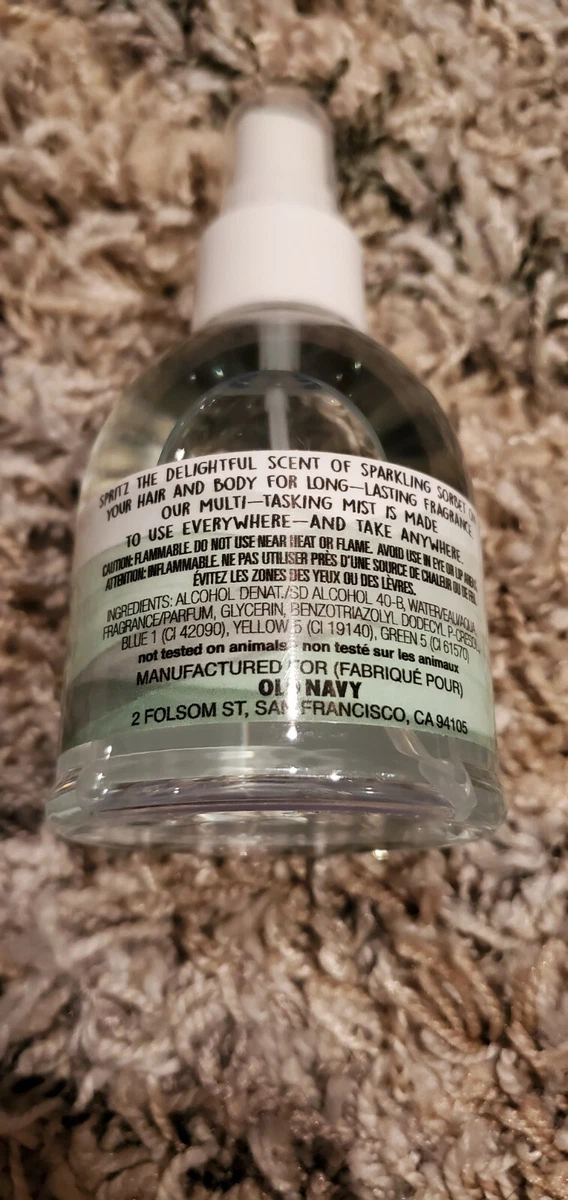 SPRITZ THE DELIGHTFUL SCENT OF SPARKLING SORBET
YOUR HAIR AND BODY FOR LONG—LASTING FRAGRANCE
OUR MULTI—TASKING MIST IS MADE
TO USE EVERYWHERE—AND TAKE ANYWHERE.
CAUTION: FLAMMABLE. DO NOT USE NEAR HEAT OR FLAME. AVOID USE IN EYE OR LIP
ATTENTION: INFLAMMABLE. NE PAS UTILISER PRÈS D'UNE SOURCE DE CHALEUR OU DE
ÉVITEZ LES ZONES DES YEUX OU DES LÈVRES.
INGREDIENTS: ALCOHOL DENAT./SD ALCOHOL 40-B, WATER/EAU/AQUA,
FRAGRANCE/PARFUM, GLYCERIN, BENZOTRIAZOLYL DODECYL
BLUE 1 (CI 42090), YELLOW 5 (CI 19140), GREEN 5 (CI 61570)
not tested on animals - non testé sur les animaux
MANUFACTURED FOR (FABRIQUÉ POUR)
OLD NAVY
2 FOLSOM ST, SAN FRANCISCO, CA 94105